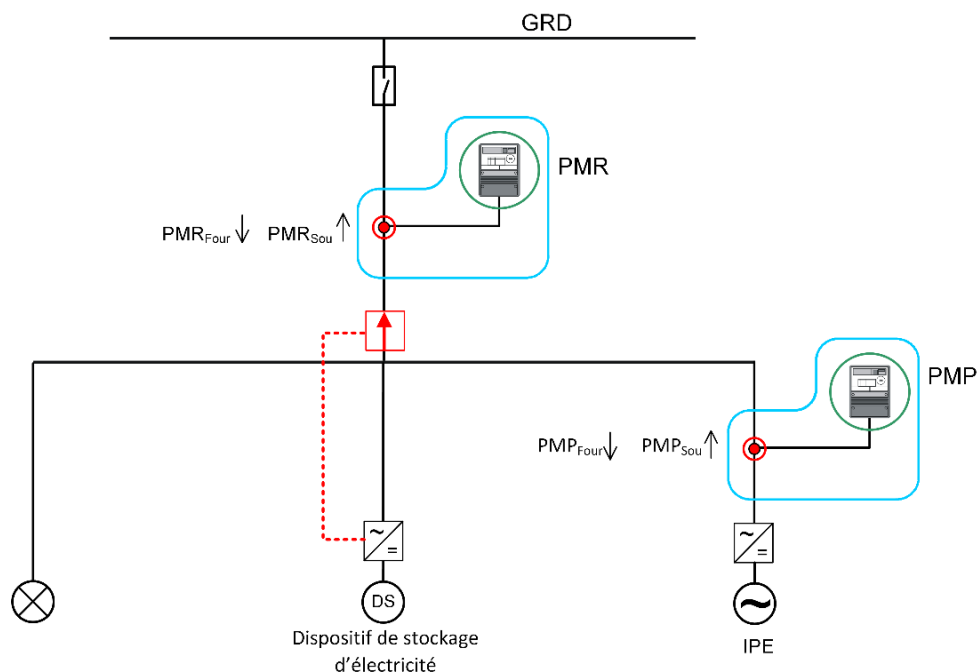 GRD
PMR
PMRFour ↓ PMRSou ↑
PMP
PMPFour ↓ PMPSou ↑
DS
Dispositif de stockage
d’électricité
IPE